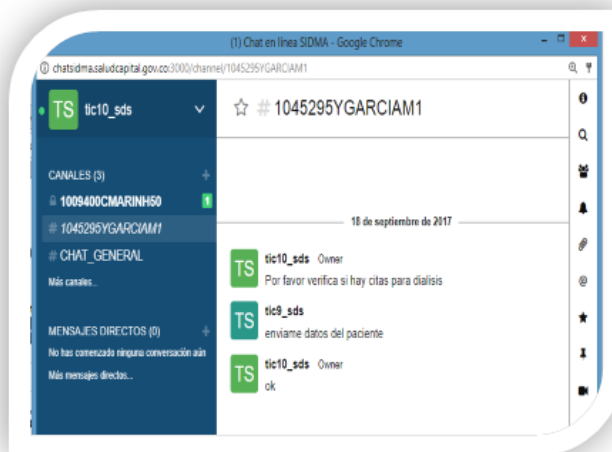 (1) Chat en línea SIDMA - Google Chrome
chatsidma.saludcapital.gov.co:3000/channel/1045295YGARCIAM1
TS tic10_sds
# 1045295YGARCIAM1
CANALES (3)
1009400CMARINH50 1
# 1045295YGARCIAM1
# CHAT_GENERAL
Más canales...
MENSAJES DIRECTOS (0)
No has comenzado ninguna conversación aún
Más mensajes directos...
18 de septiembre de 2017
TS tic10_sds Owner
Por favor verifica si hay citas para dialisis
TS tic9_sds
enviame datos del paciente
TS tic10_sds Owner
ok